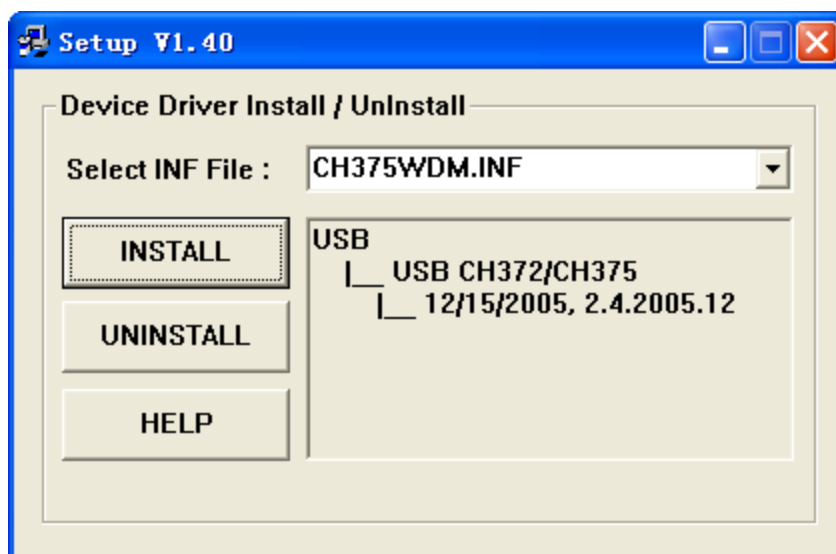 Setup V1.40
Device Driver Install / UnInstall
Select INF File :
CH375WDM.INF
INSTALL
UNINSTALL
HELP
USB
|__ USB CH372/CH375
|__ 12/15/2005, 2.4.2005.12